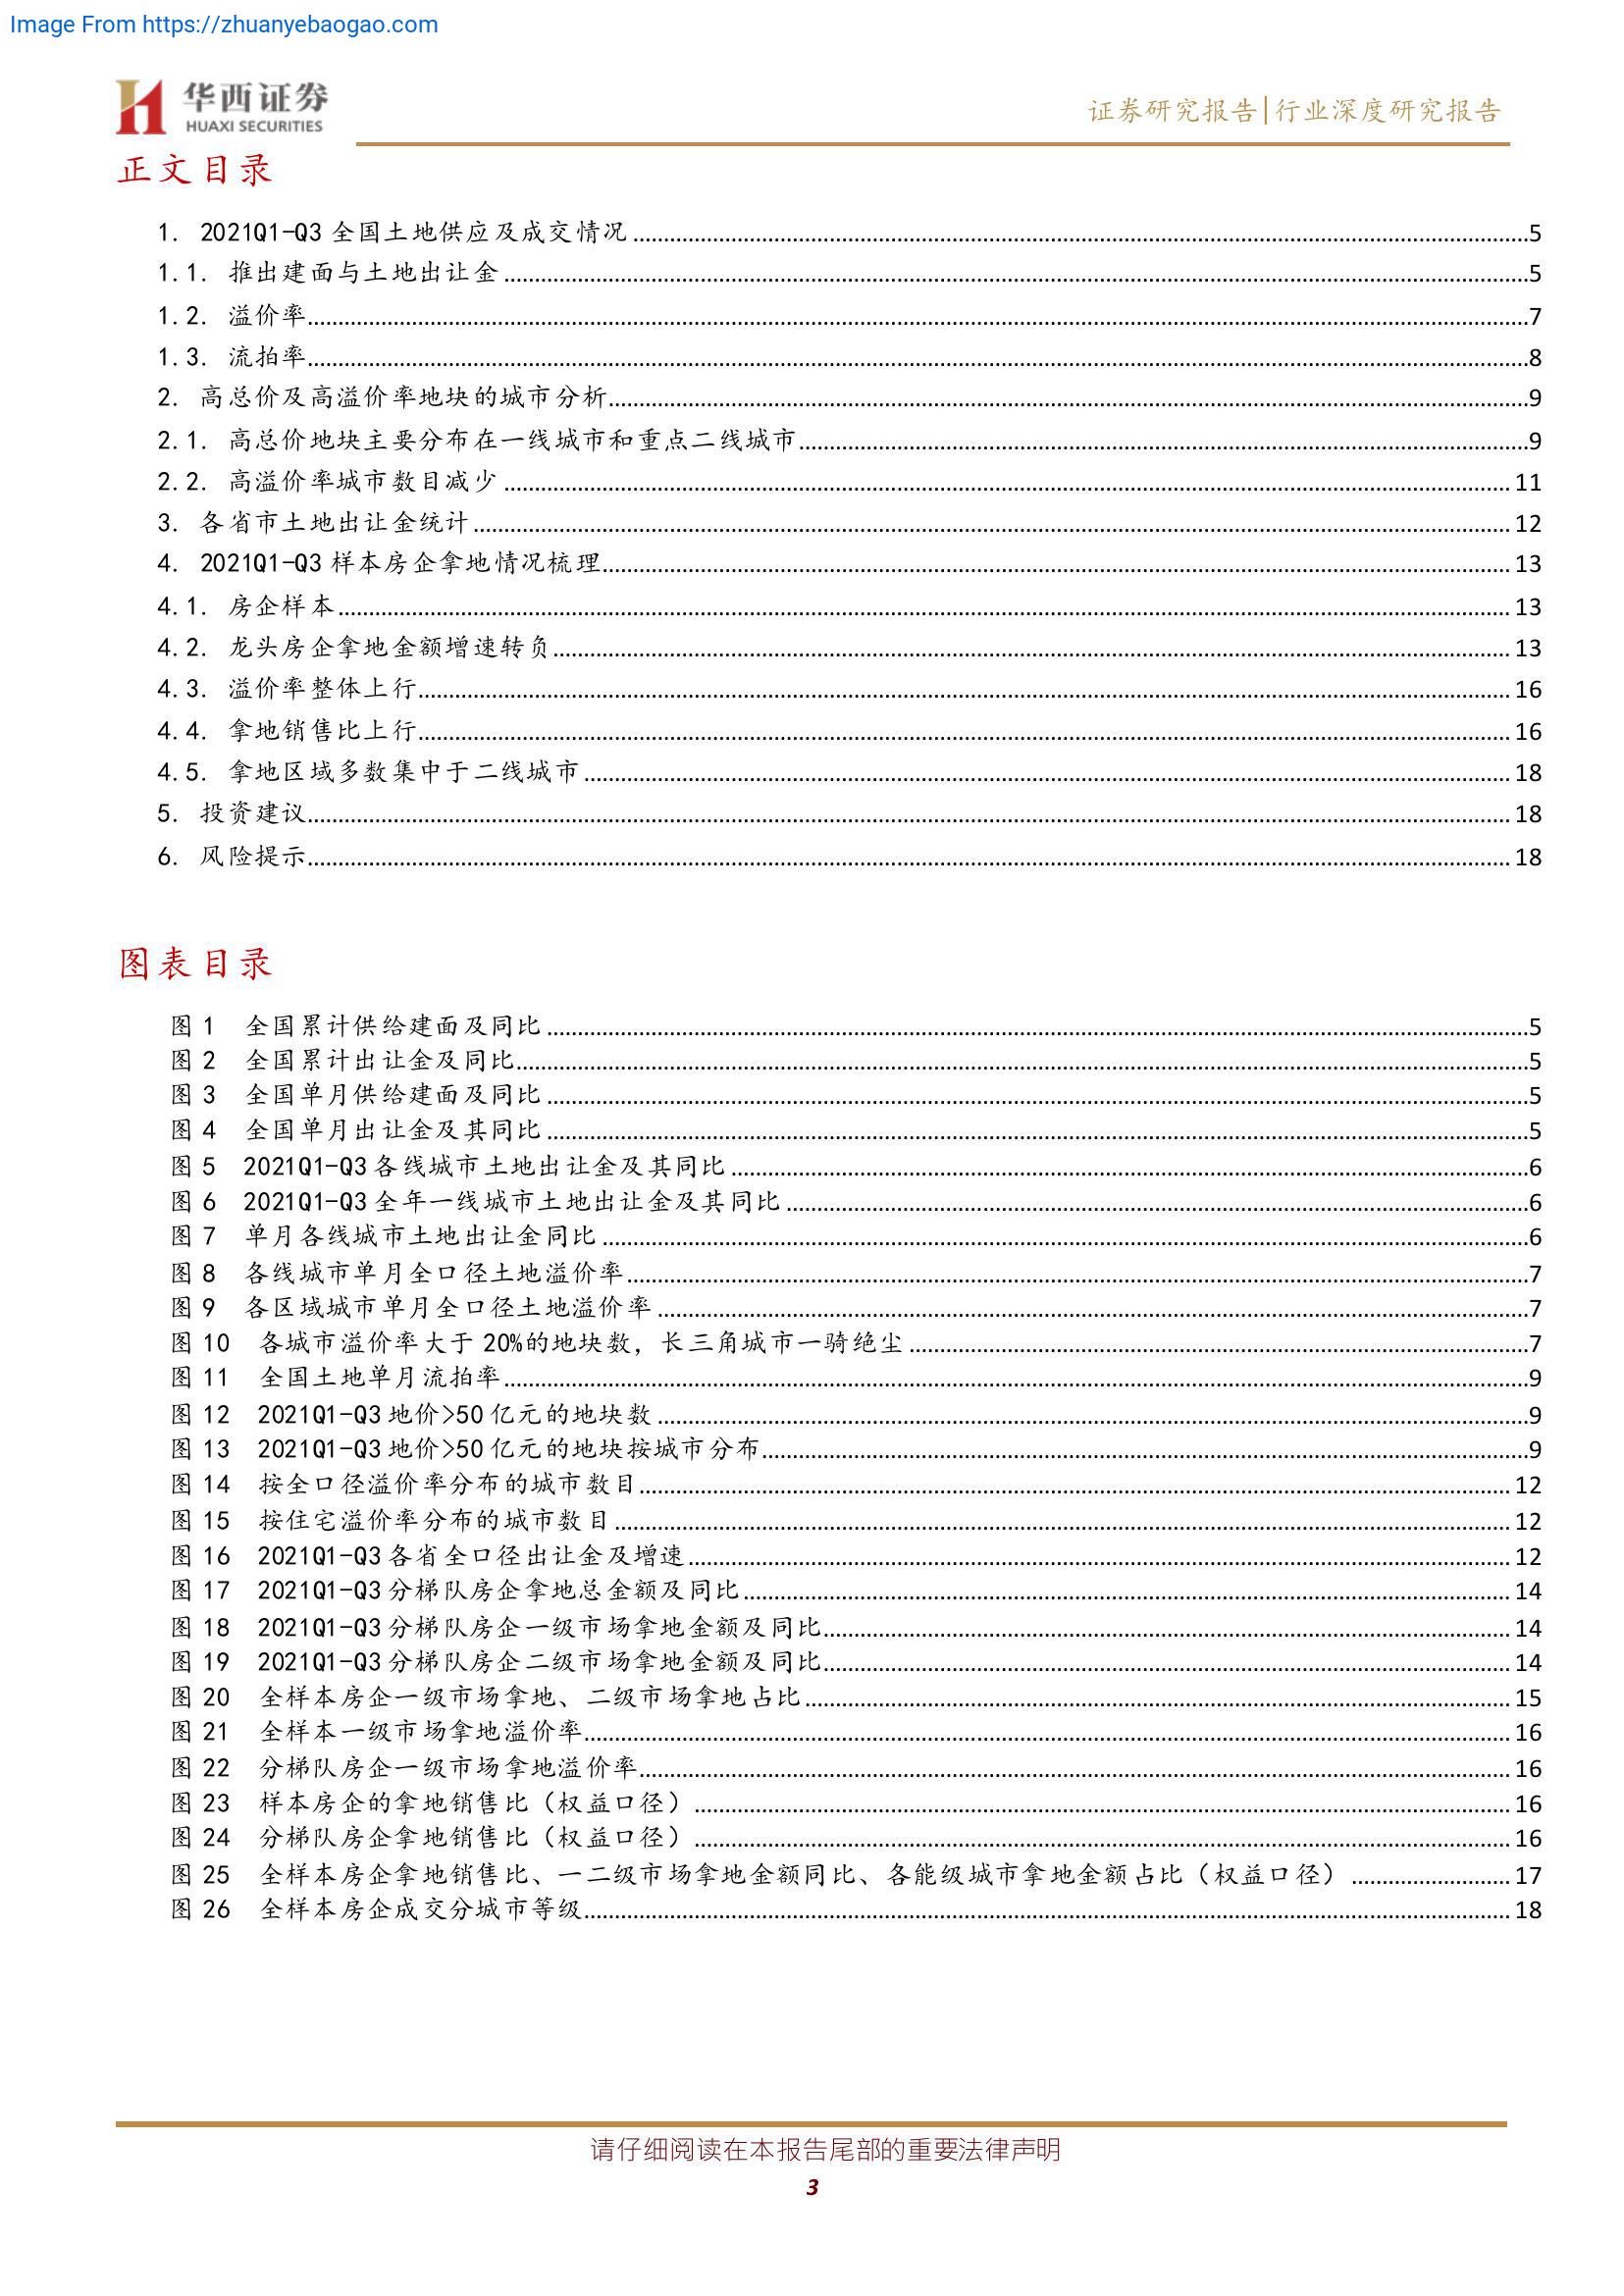 Image From https://zhuanyebaogao.com
华西证券
HUAXI SECURITIES
证券研究报告|行业深度研究报告
正文目录
1. 2021Q1-Q3 全国土地供应及成交情况 5
1.1. 推出建面与土地出让金 5
1.2. 溢价率 7
1.3. 流拍率 8
2. 高总价及高溢价率地块的城市分析 9
2.1. 高总价地块主要分布在一线城市和重点二线城市 9
2.2. 高溢价率城市数目减少 11
3. 各省市土地出让金统计 12
4. 2021Q1-Q3 样本房企拿地情况梳理 13
4.1. 房企样本 13
4.2. 龙头房企拿地金额增速转负 13
4.3. 溢价率整体上行 16
4.4. 拿地销售比上行 16
4.5. 拿地区域多数集中于二线城市 18
5. 投资建议 18
6. 风险提示 18
图表目录
图 1 全国累计供给建面及同比 5
图 2 全国累计出让金及同比 5
图 3 全国单月供给建面及同比 5
图 4 全国单月出让金及其同比 5
图 5 2021Q1-Q3 各线城市土地出让金及其同比 6
图 6 2021Q1-Q3 全年一线城市土地出让金及其同比 6
图 7 单月各线城市土地出让金同比 6
图 8 各线城市单月全口径土地溢价率 7
图 9 各区域城市单月全口径土地溢价率 7
图 10 各城市溢价率大于 20%的地块数，长三角城市一骑绝尘 7
图 11 全国土地单月流拍率 9
图 12 2021Q1-Q3 地价>50 亿元的地块数 9
图 13 2021Q1-Q3 地价>50 亿元的地块按城市分布 9
图 14 按全口径溢价率分布的城市数目 12
图 15 按住宅溢价率分布的城市数目 12
图 16 2021Q1-Q3 各省全口径出让金及增速 12
图 17 2021Q1-Q3 分梯队房企拿地总金额及同比 14
图 18 2021Q1-Q3 分梯队房企一级市场拿地金额及同比 14
图 19 2021Q1-Q3 分梯队房企二级市场拿地金额及同比 14
图 20 全样本房企一级市场拿地、二级市场拿地占比 15
图 21 全样本一级市场拿地溢价率 16
图 22 分梯队房企一级市场拿地溢价率 16
图 23 样本房企的拿地销售比（权益口径） 16
图 24 分梯队房企拿地销售比（权益口径） 16
图 25 全样本房企拿地销售比、一二级市场拿地金额同比、各能级城市拿地金额占比（权益口径） 17
图 26 全样本房企成交分城市等级 18
请仔细阅读在本报告尾部的重要法律声明
3